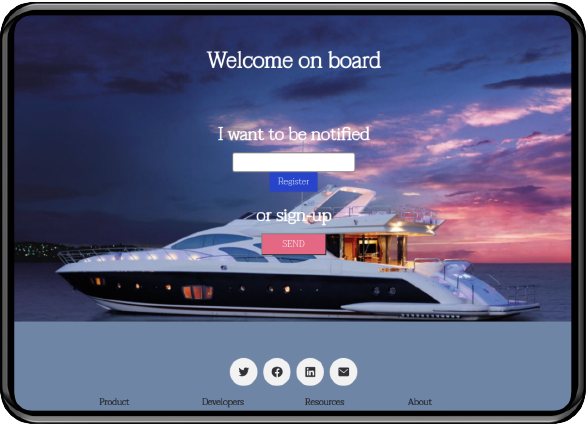 Welcome on board
I want to be notified
Register
or sign-up
SEND
Product Developers Resources About